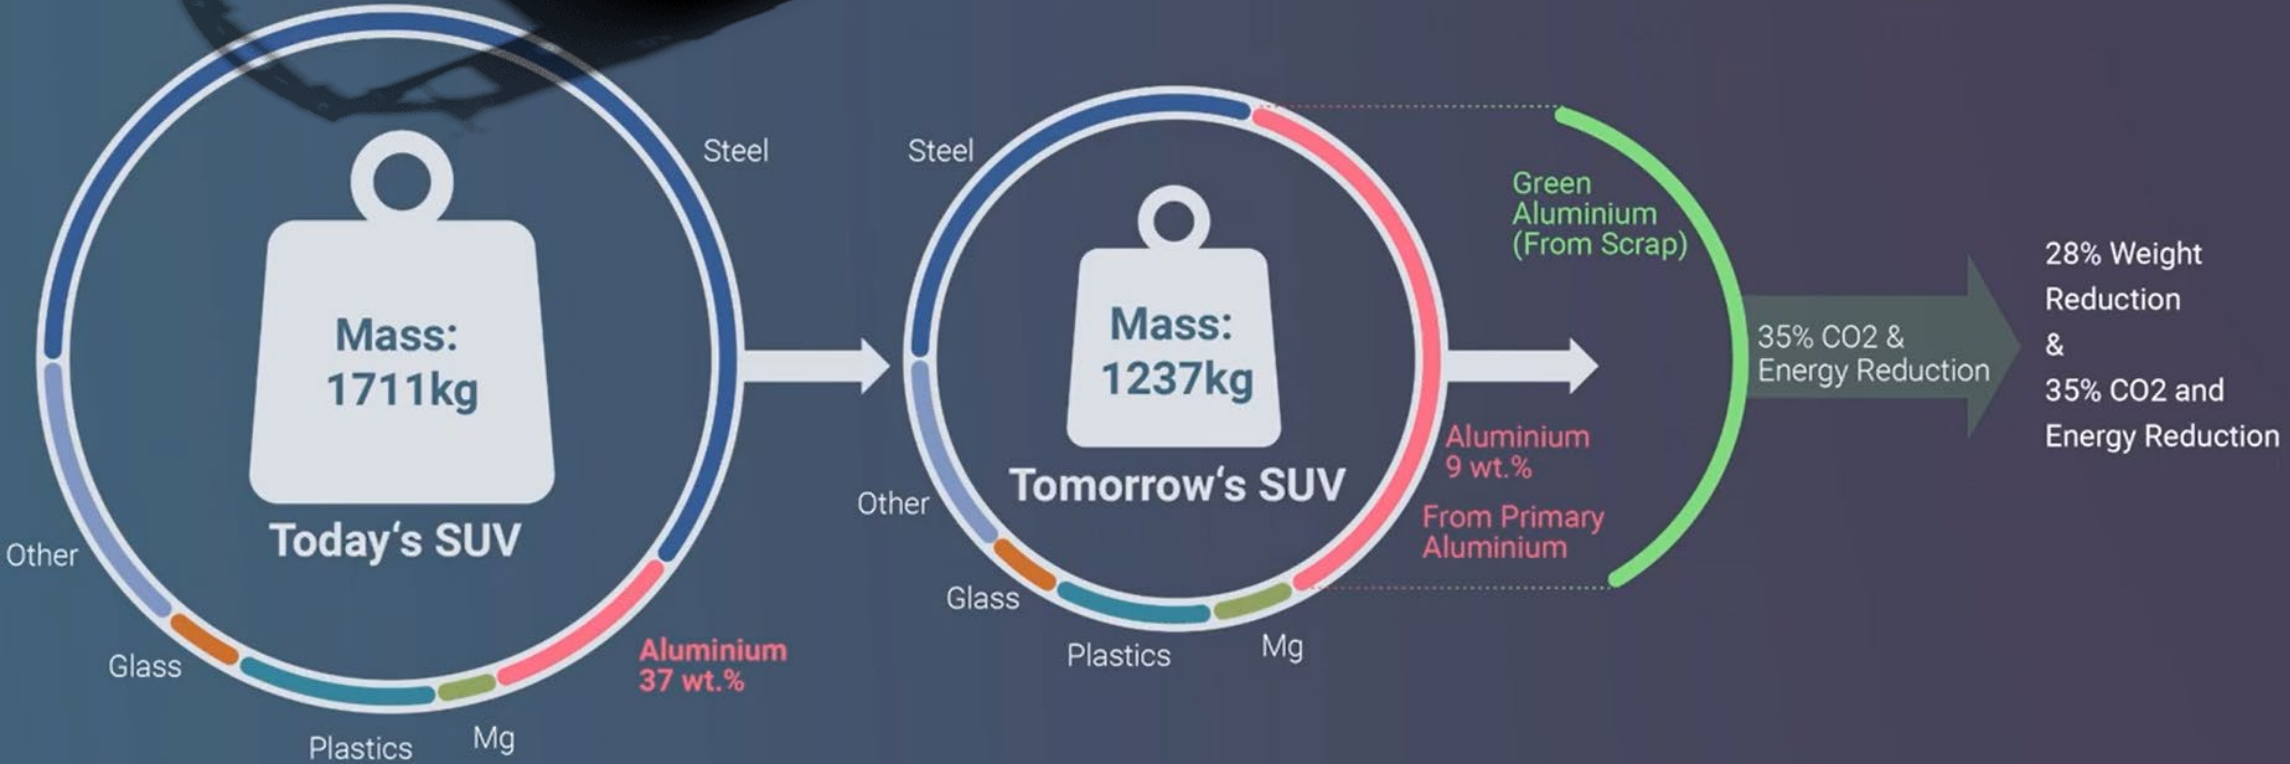 Steel
Mass:
1711kg
Today‘s SUV
Other
Glass
Plastics
Mg
Aluminium
37 wt.%
Steel
Mass:
1237kg
Tomorrow‘s SUV
Other
Glass
Plastics
Mg
Aluminium
9 wt.%
From Primary
Aluminium
Green
Aluminium
(From Scrap)
35% CO2 &
Energy Reduction
28% Weight
Reduction
&
35% CO2 and
Energy Reduction